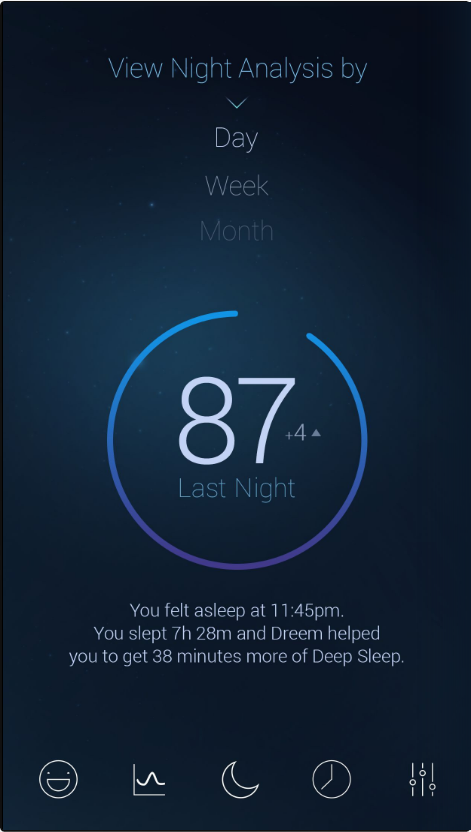 View Night Analysis by
Day
Week
Month
87
+4
Last Night
You felt asleep at 11:45pm.
You slept 7h 28m and Dreem helped
you to get 38 minutes more of Deep Sleep.